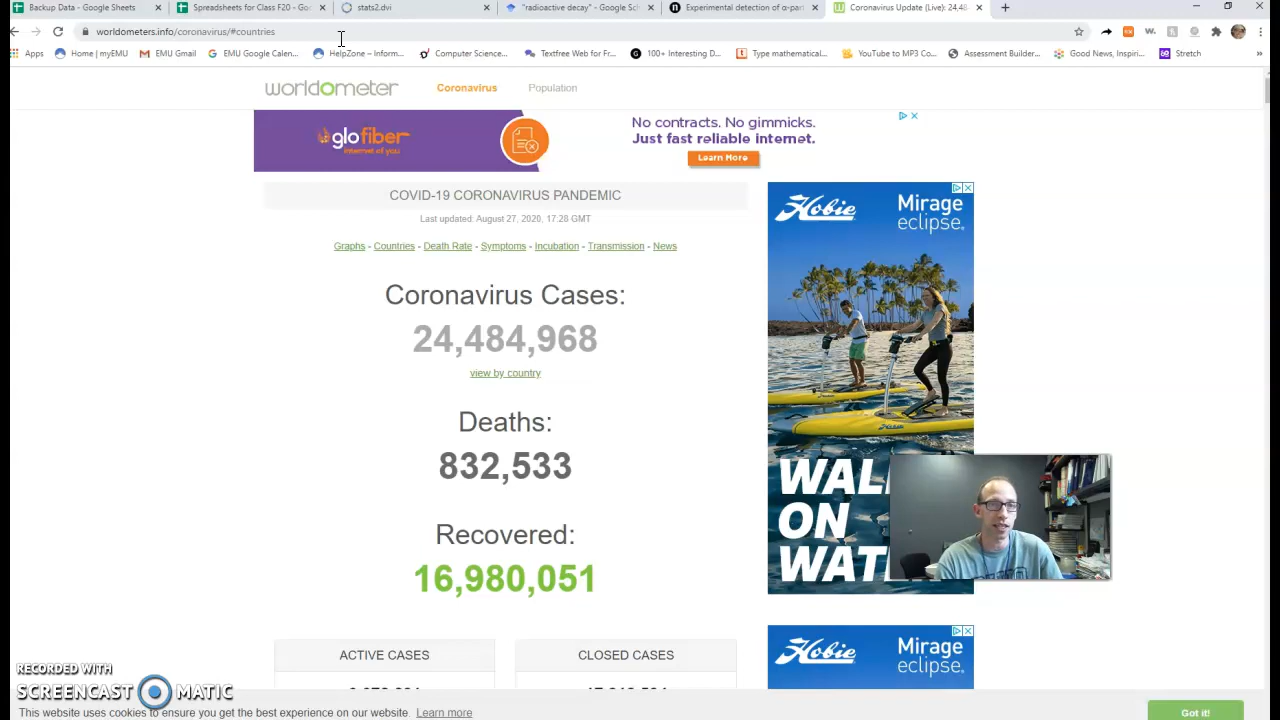 Backup Data - Google Sheets
Spreadsheets for Class F20 - Goo
stats2.dvi
"radioactive decay" - Google Sch
Experimental detection of α-part
Coronavirus Update (Live): 24,48
worldometers.info/coronavirus/#countries
Apps
Home | myEMU
EMU Gmail
EMU Google Calen...
HelpZone – Inform...
Computer Science...
Textfree Web for Fr...
100+ Interesting D...
Type mathematical...
YouTube to MP3 Co...
Assessment Builder...
Good News, Inspiri...
Stretch
worldometer
Coronavirus
Population
glofiber
internet of you
No contracts. No gimmicks.
Just fast reliable internet.
Learn More
COVID-19 CORONAVIRUS PANDEMIC
Last updated: August 27, 2020, 17:28 GMT
Graphs - Countries - Death Rate - Symptoms - Incubation - Transmission - News
Coronavirus Cases:
24,484,968
view by country
Deaths:
832,533
Recovered:
16,980,051
ACTIVE CASES
CLOSED CASES
Hobie
Mirage
eclipse
WAL
ON
WAT
Hobie
Mirage
eclipse
RECORDED WITH
SCREENCAST MATIC
This website uses cookies to ensure you get the best experience on our website. Learn more
Got it!